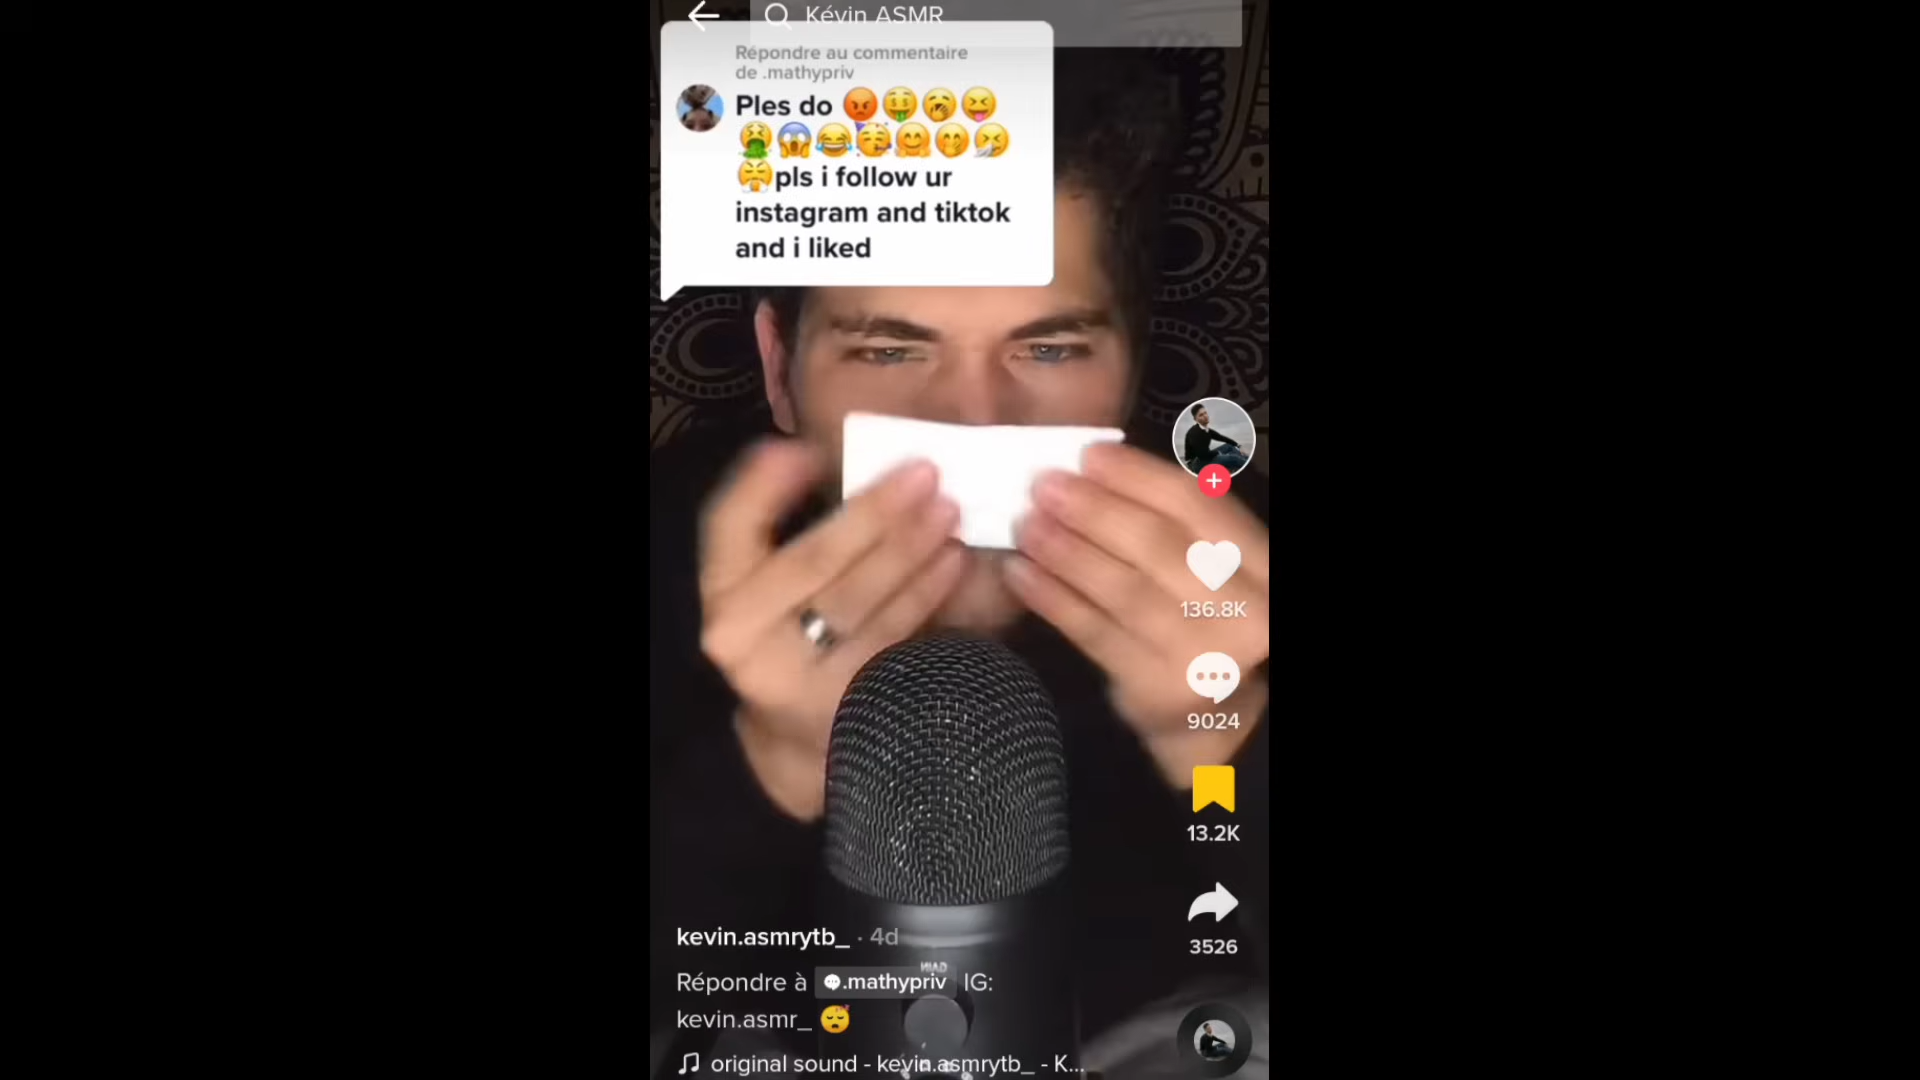 Kévin ASMR
Répondre au commentaire
de .mathypriv
Ples do 😡🤑🥱😝
🤮😱😂🥳🤗🤭🤧
😤pls i follow ur
instagram and tiktok
and i liked
136.8K
9024
13.2K
3526
kevin.asmrytb_ · 4d
Répondre à .mathypriv IG:
kevin.asmr_ 😴
original sound - kevin.asmrytb_ - K...
GAIN